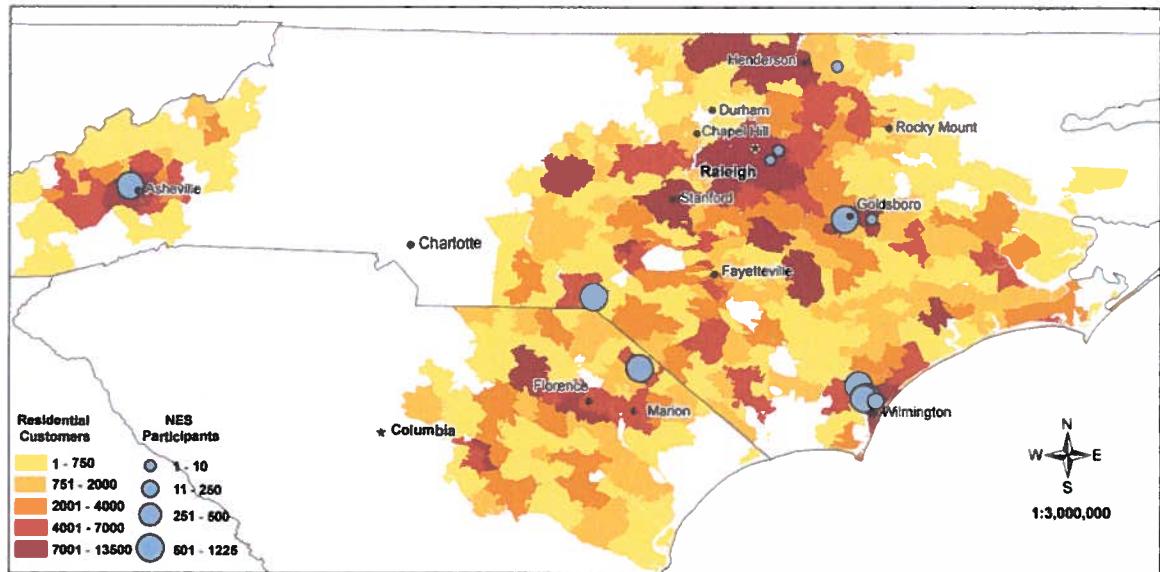 Henderson
Durham
Chapel Hill
Rocky Mount
Raleigh
Asheville
Stanford
Goldsboro
Charlotte
Fayetteville
Florence
Marion
Wilmington
Columbia
Residential Customers
1 - 750
751 - 2000
2001 - 4000
4001 - 7000
7001 - 13500
NES Participants
1 - 10
11 - 250
251 - 500
501 - 1225
N
W E
S
1:3,000,000